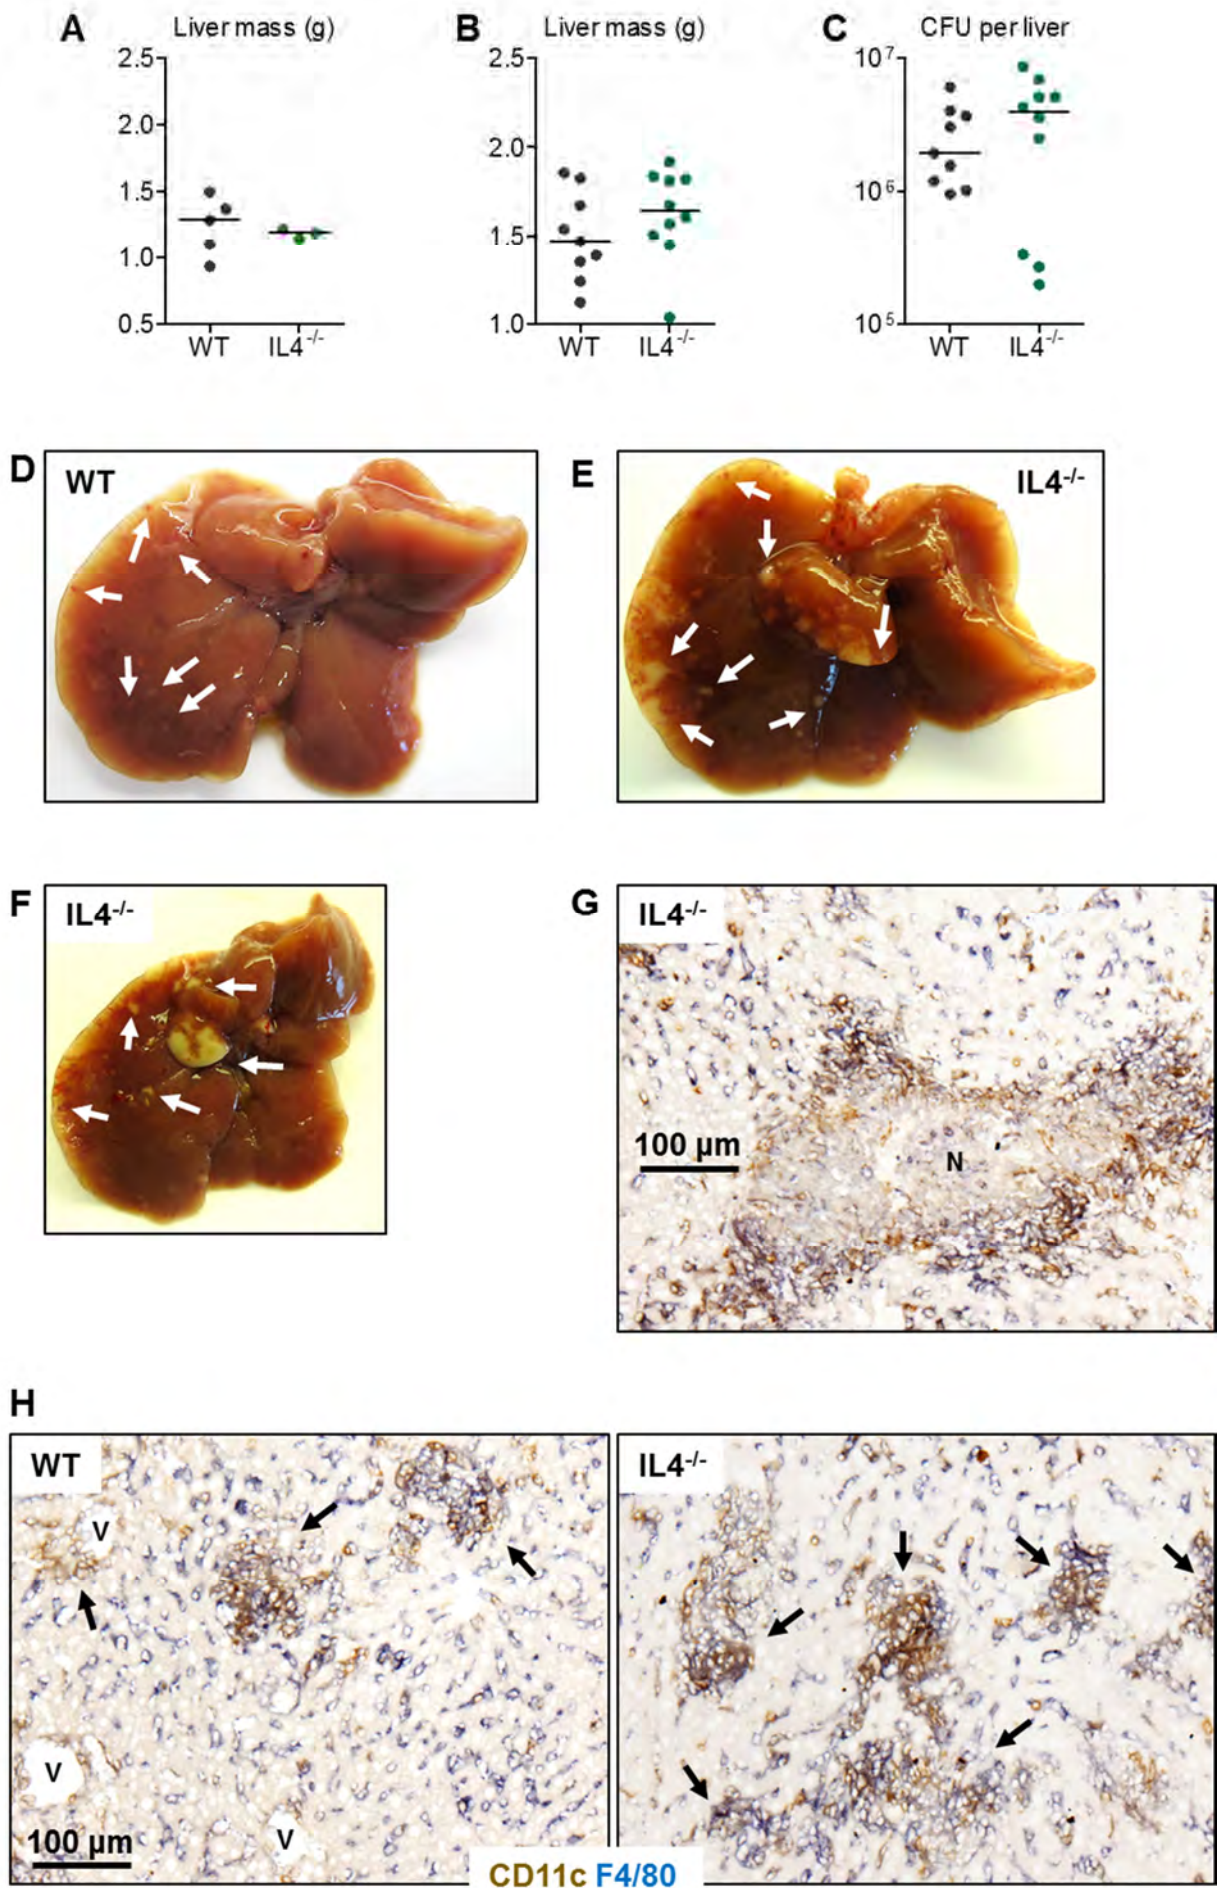 A Liver mass (g)
2.5
2.0
1.5
1.0
0.5
WT IL4-/-
B Liver mass (g)
2.5
2.0
1.5
1.0
WT IL4-/-
C CFU per liver
10⁷
10⁶
10⁵
WT IL4-/-
D WT
E IL4-/-
F IL4-/-
G IL4-/-
100 µm
N
H
WT
V
V
V
100 µm
IL4-/-
CD11c F4/80